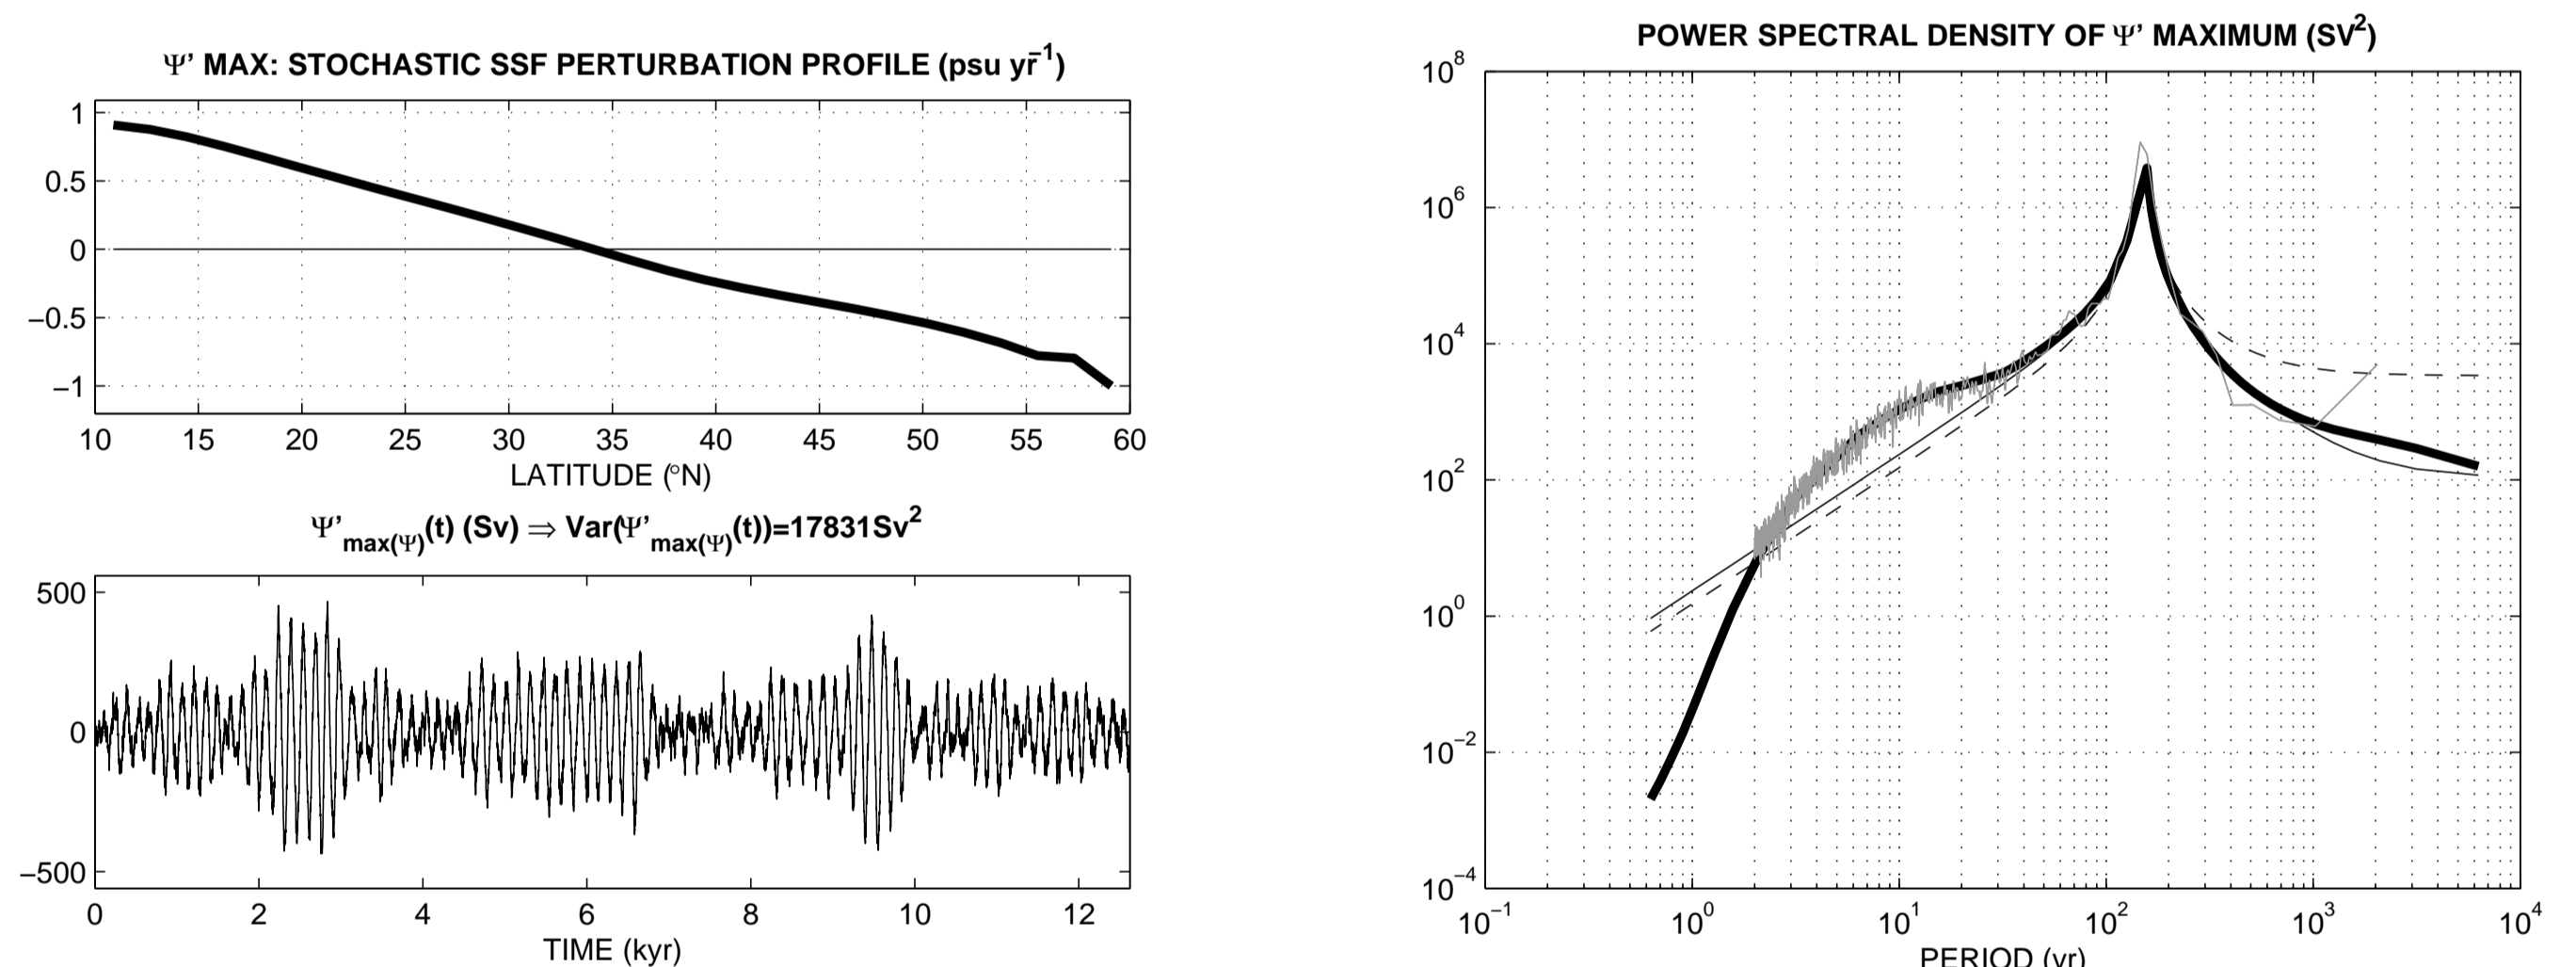 Ψ’ MAX: STOCHASTIC SSF PERTURBATION PROFILE (psu yr⁻¹)
1
0.5
0
−0.5
−1
10 15 20 25 30 35 40 45 50 55 60
LATITUDE (°N)
Ψ’max(Ψ)(t) (Sv) ⇒ Var(Ψ’max(Ψ)(t))=17831Sv²
500
0
−500
0 2 4 6 8 10 12
TIME (kyr)
POWER SPECTRAL DENSITY OF Ψ’ MAXIMUM (SV²)
10⁸
10⁶
10⁴
10²
10⁰
10⁻²
10⁻⁴
10⁻¹ 10⁰ 10¹ 10² 10³ 10⁴
PERIOD (yr)